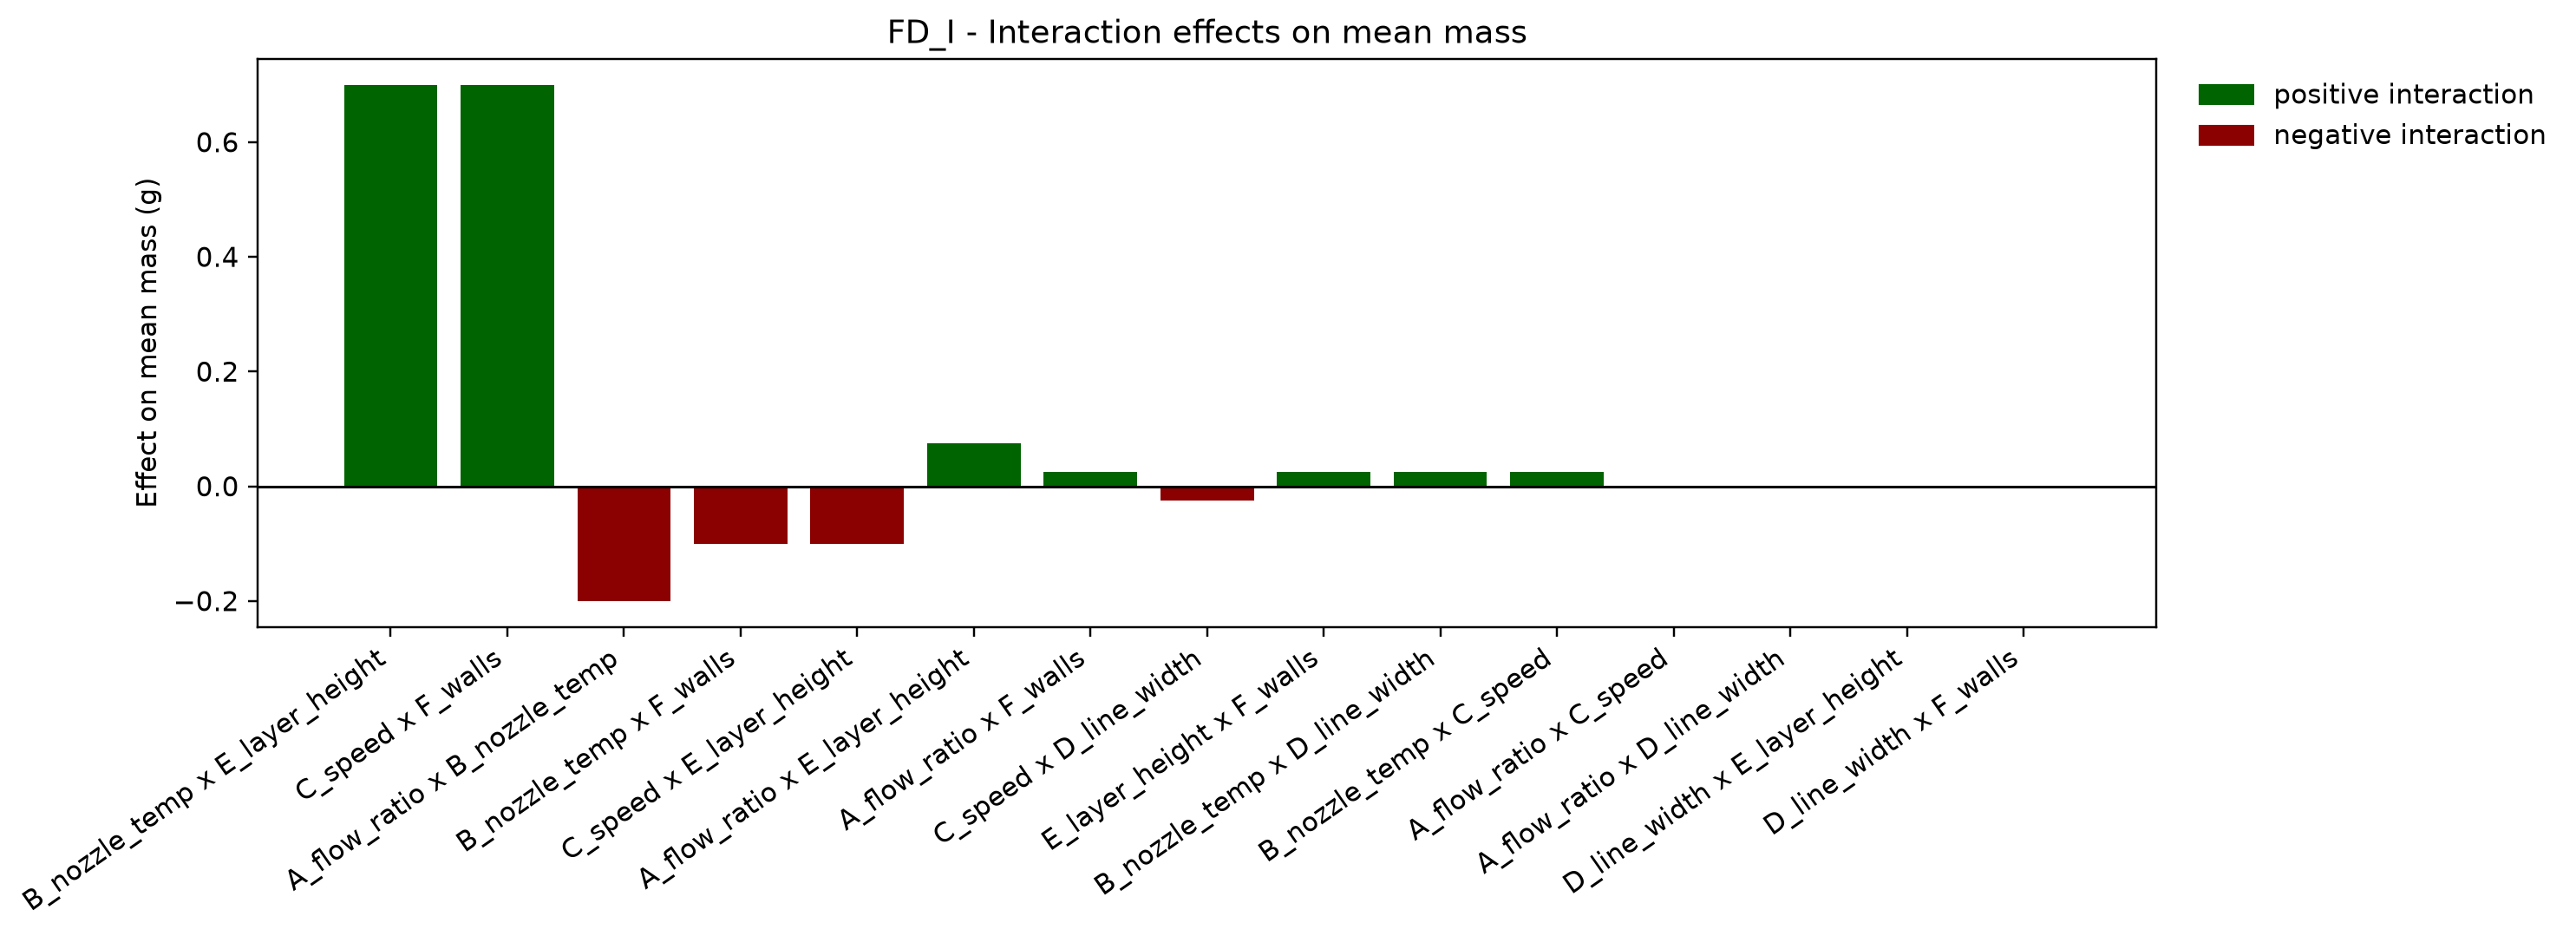 FD_I - Interaction effects on mean mass
positive interaction
negative interaction
Effect on mean mass (g)
0.6
0.4
0.2
0.0
−0.2
B_nozzle_temp x E_layer_height
C_speed x F_walls
A_flow_ratio x B_nozzle_temp
B_nozzle_temp x F_walls
C_speed x E_layer_height
A_flow_ratio x E_layer_height
A_flow_ratio x F_walls
C_speed x D_line_width
E_layer_height x F_walls
B_nozzle_temp x D_line_width
B_nozzle_temp x C_speed
A_flow_ratio x C_speed
A_flow_ratio x D_line_width
D_line_width x E_layer_height
D_line_width x F_walls